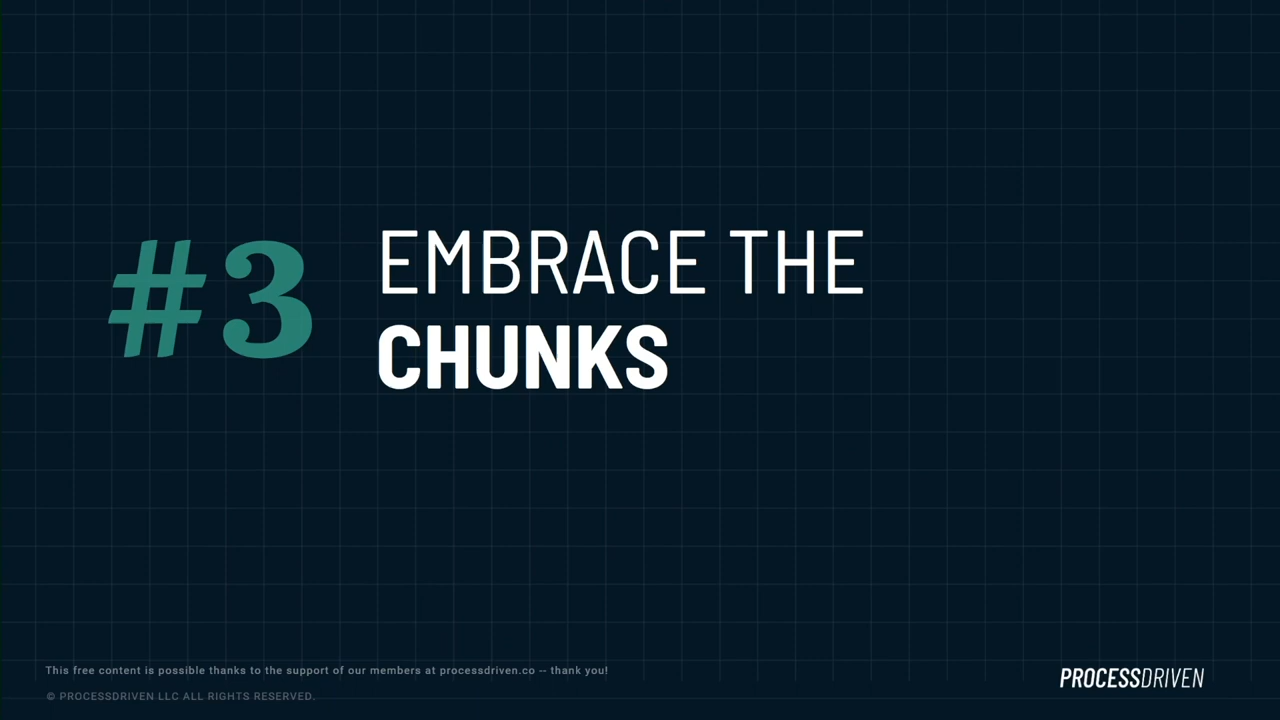 #3
EMBRACE THE
CHUNKS
This free content is possible thanks to the support of our members at processdriven.co -- thank you!
© PROCESSDRIVEN LLC ALL RIGHTS RESERVED.
PROCESSDRIVEN